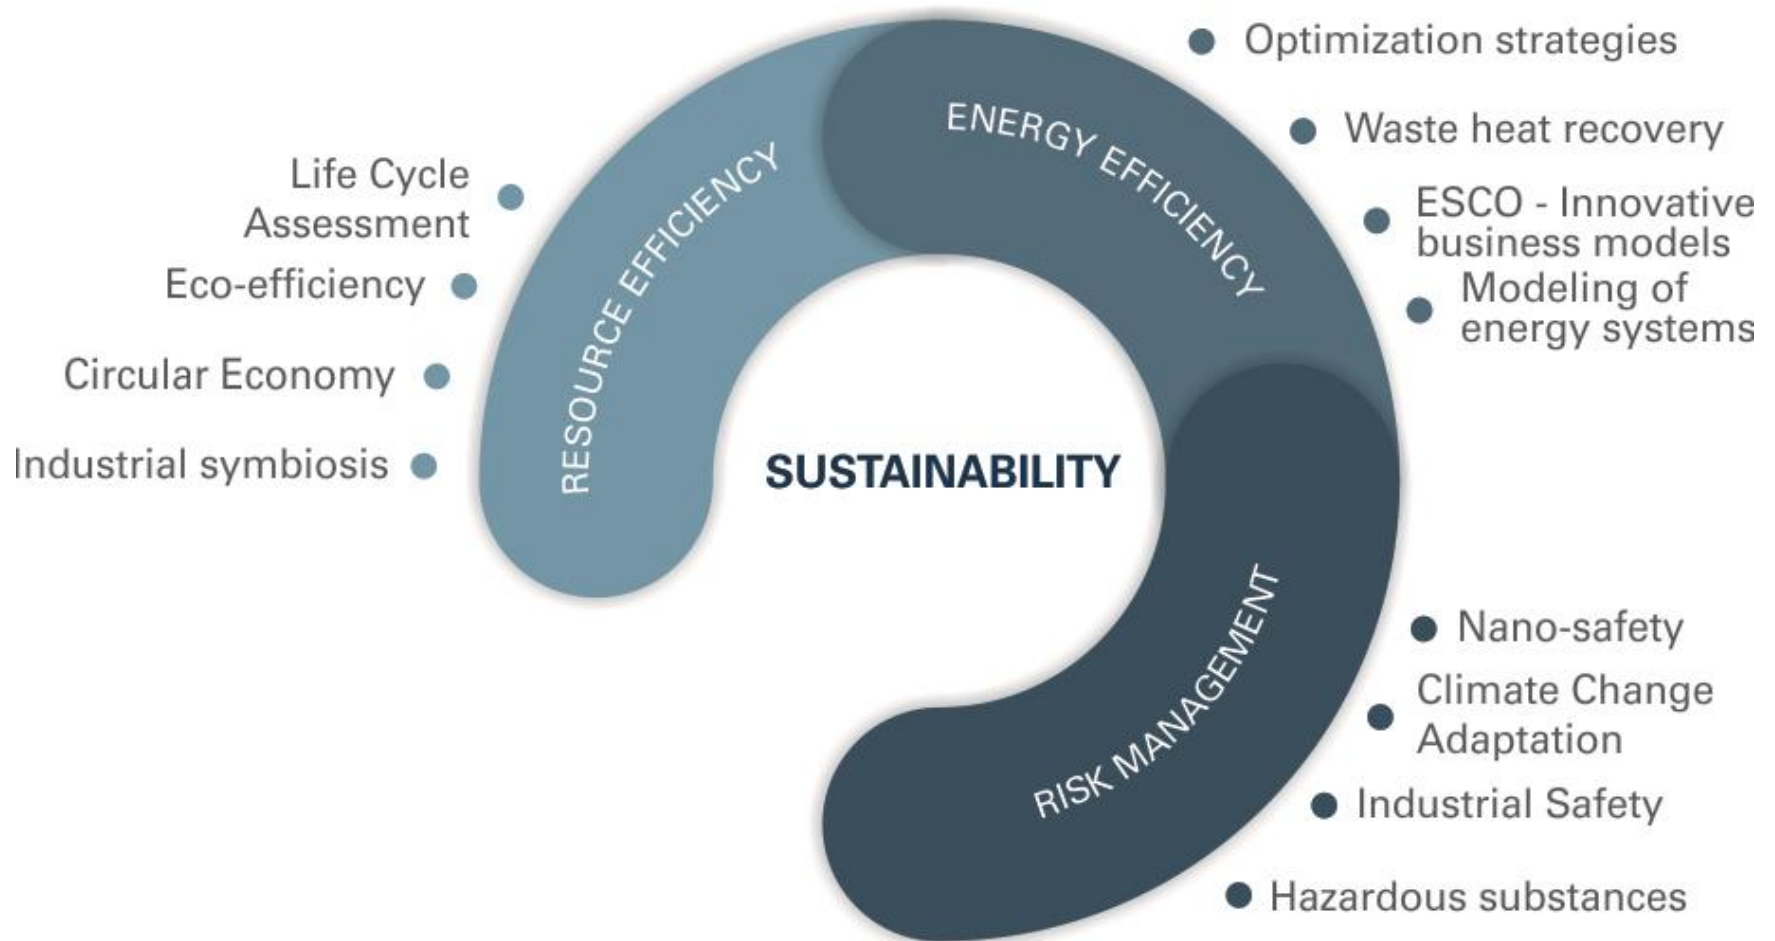 Life Cycle
Assessment
Eco-efficiency
Circular Economy
Industrial symbiosis
RESOURCE EFFICIENCY
ENERGY EFFICIENCY
Optimization strategies
Waste heat recovery
ESCO - Innovative
business models
Modeling of
energy systems
SUSTAINABILITY
RISK MANAGEMENT
Nano-safety
Climate Change
Adaptation
Industrial Safety
Hazardous substances